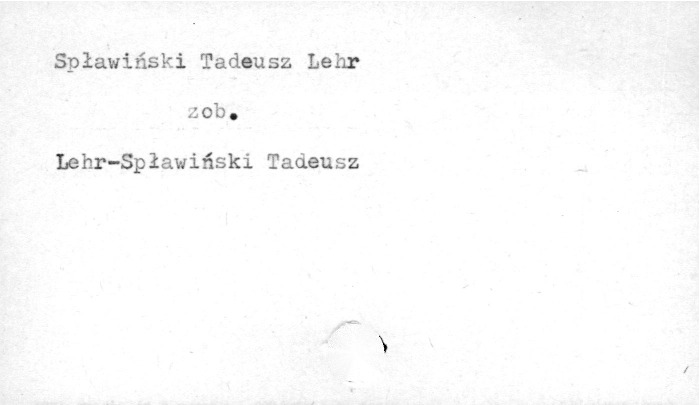 Spławiński Tadeusz Lehr
zob.
Lehr-Spławiński Tadeusz